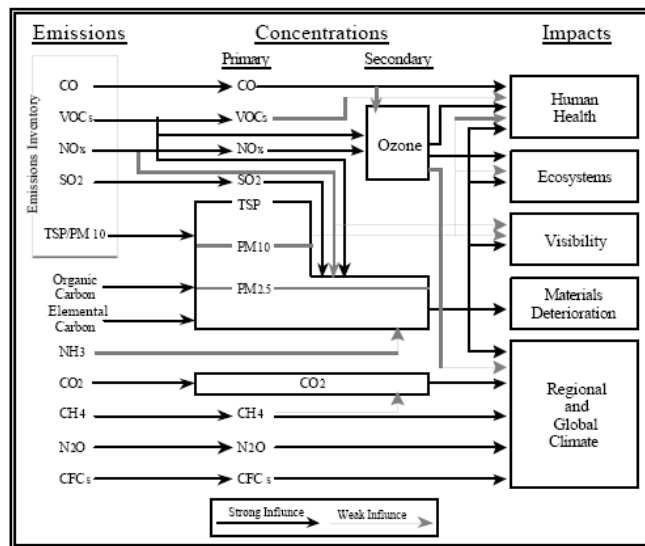 Emissions
Concentrations
Impacts
Primary
Secondary
Emissions Inventory
CO
CO
VOCs
VOCs
NOx
NOx
SO2
SO2
Ozone
Human
Health
Ecosystems
TSP
TSP/PM 10
PM10
Visibility
Organic
Carbon
PM2.5
Elemental
Carbon
Materials
Deterioration
NH3
CO2
CO2
CH4
CH4
N2O
N2O
CFCs
CFCs
Regional
and
Global
Climate
Strong Influnce
Weak Influnce